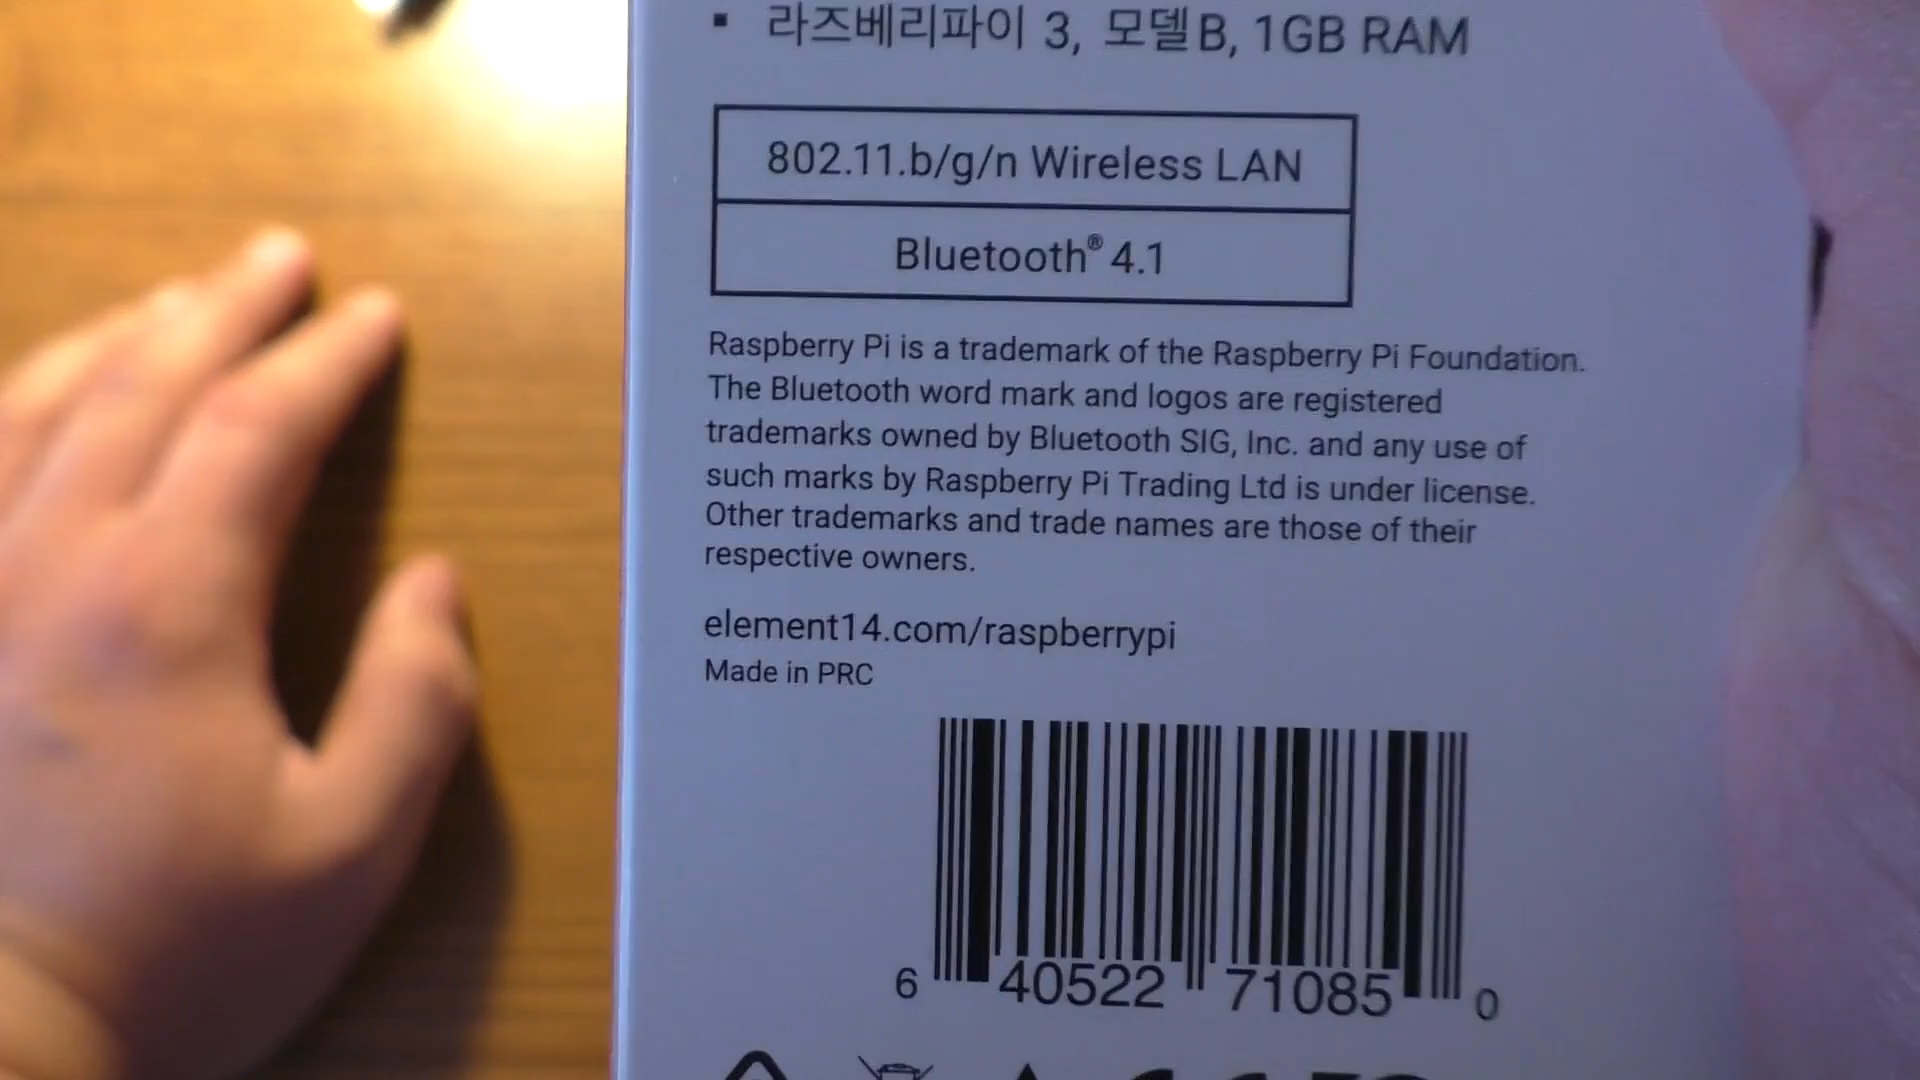 ▪ 라즈베리파이 3, 모델 B, 1GB RAM
802.11.b/g/n Wireless LAN
Bluetooth® 4.1
Raspberry Pi is a trademark of the Raspberry Pi Foundation.
The Bluetooth word mark and logos are registered
trademarks owned by Bluetooth SIG, Inc. and any use of
such marks by Raspberry Pi Trading Ltd is under license.
Other trademarks and trade names are those of their
respective owners.
element14.com/raspberrypi
Made in PRC
6 40522 71085 0